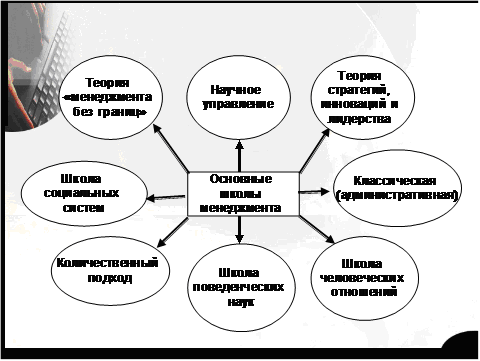 Теория
«менеджмента
без границ»
Научное
управление
Теория
стратегий,
инноваций и
лидерства
Школа
социальных
систем
Основные
школы
менеджмента
Классическая
(административная)
Количественный
подход
Школа
поведенческих
наук
Школа
человеческих
отношений